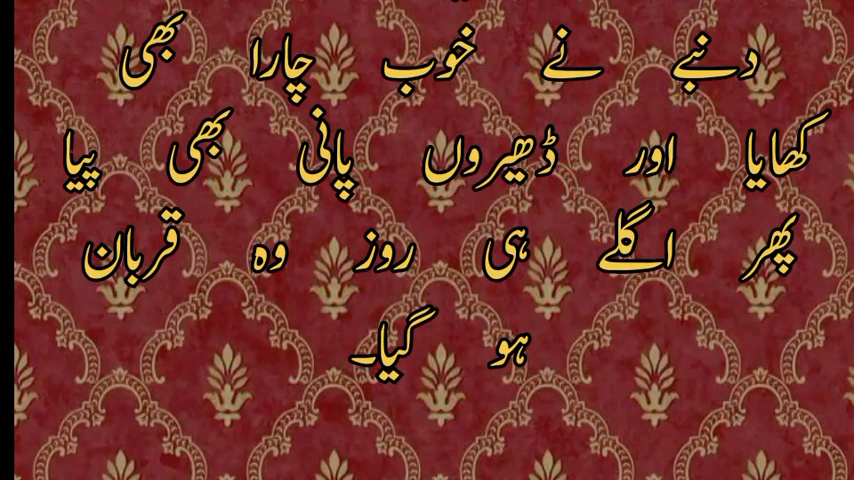 دنبے نے خوب چارا بھی
کھایا اور ڈھیروں پانی بھی پیا
پھر اگلے ہی روز وہ قربان
ہو گیا۔